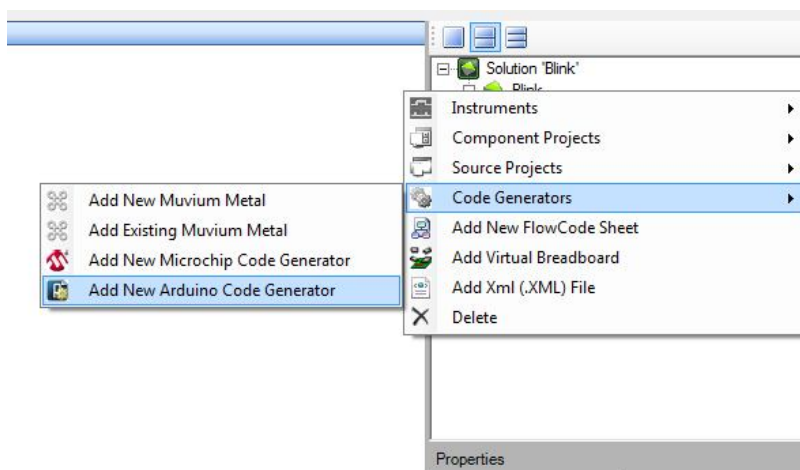 Solution 'Blink'
Blink
Instruments
Component Projects
Source Projects
Code Generators
Add New FlowCode Sheet
Add Virtual Breadboard
Add Xml (.XML) File
Delete
Add New Muvium Metal
Add Existing Muvium Metal
Add New Microchip Code Generator
Add New Arduino Code Generator
Properties